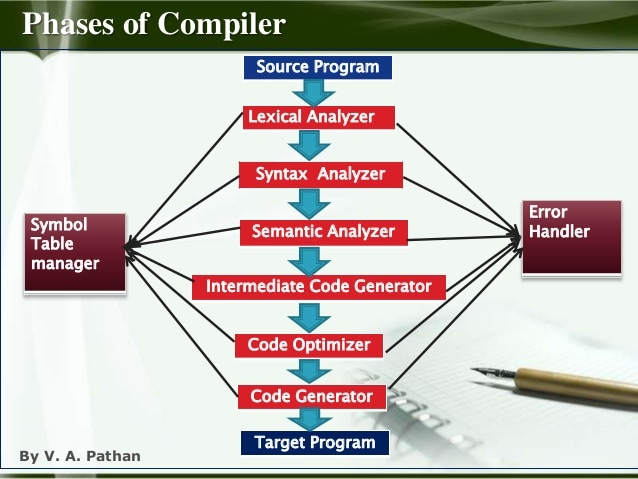 Phases of Compiler
Source Program
Lexical Analyzer
Syntax Analyzer
Symbol
Table
manager
Semantic Analyzer
Error
Handler
Intermediate Code Generator
Code Optimizer
Code Generator
Target Program
By V. A. Pathan